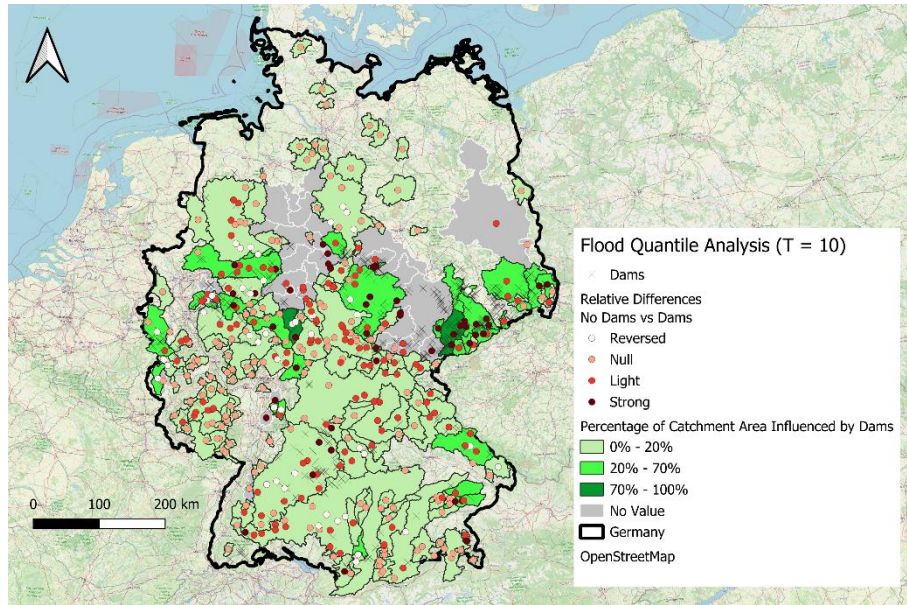 Flood Quantile Analysis (T = 10)
Dams
Relative Differences
No Dams vs Dams
Reversed
Null
Light
Strong
Percentage of Catchment Area Influenced by Dams
0% - 20%
20% - 70%
70% - 100%
No Value
Germany
OpenStreetMap
0 100 200 km